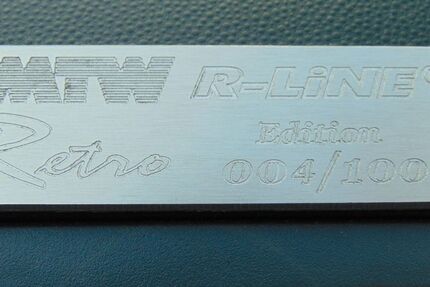 MTW R-LiNE
Retro Edition
004/100